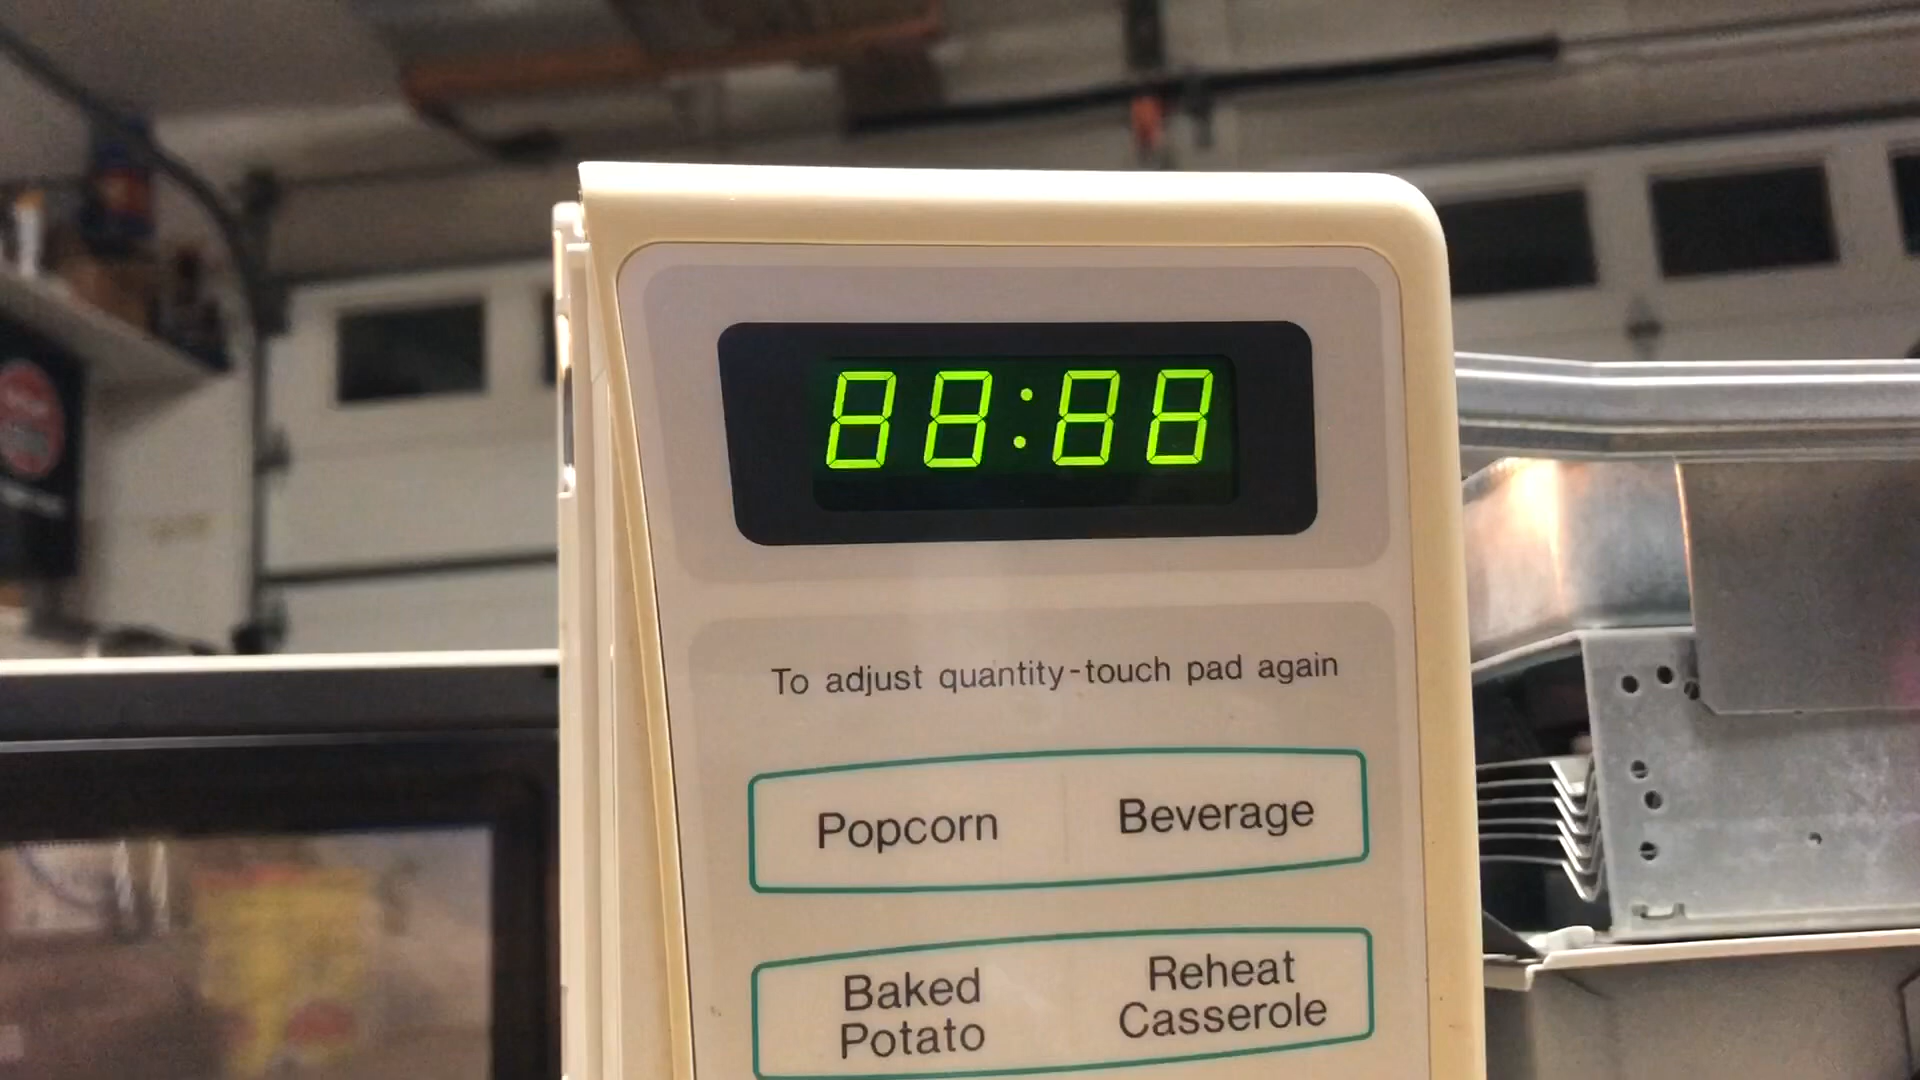 88:88
To adjust quantity-touch pad again
Popcorn
Beverage
Baked
Potato
Reheat
Casserole